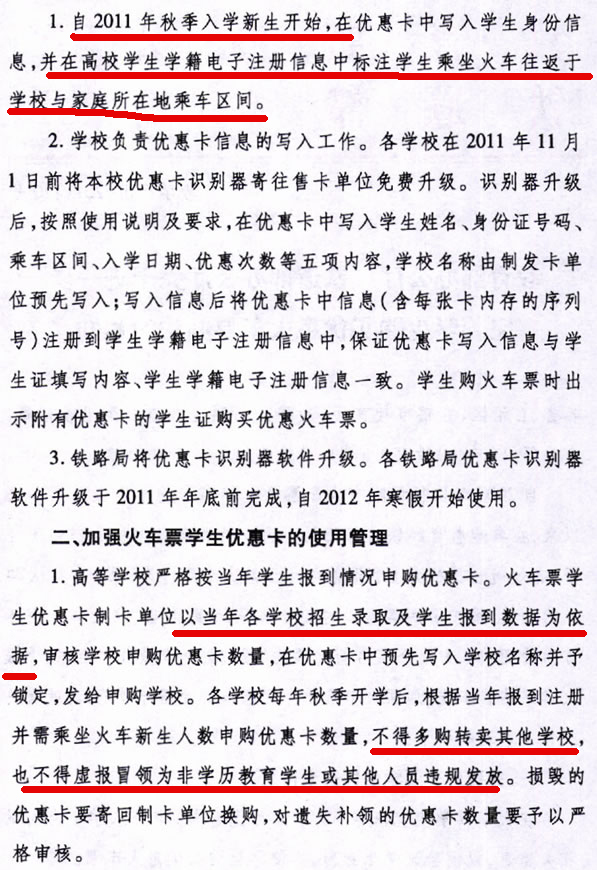 1. 自 2011 年秋季入学新生开始,在优惠卡中写入学生身份信
息,并在高校学生学籍电子注册信息中标注学生乘坐火车往返于
学校与家庭所在地乘车区间。
2. 学校负责优惠卡信息的写入工作。各学校在 2011 年 11 月
1 日前将本校优惠卡识别器寄往售卡单位免费升级。识别器升级
后,按照使用说明及要求,在优惠卡中写入学生姓名、身份证号码、
乘车区间、入学日期、优惠次数等五项内容,学校名称由制发卡单
位预先写入;写入信息后将优惠卡中信息(含每张卡内存的序列
号)注册到学生学籍电子注册信息中,保证优惠卡写入信息与学
生证填写内容、学生学籍电子注册信息一致。学生购火车票时出
示附有优惠卡的学生证购买优惠火车票。
3. 铁路局将优惠卡识别器软件升级。各铁路局优惠卡识别器
软件升级于 2011 年年底前完成,自 2012 年寒假开始使用。
二、加强火车票学生优惠卡的使用管理
1. 高等学校严格按当年学生报到情况申购优惠卡。火车票学
生优惠卡制卡单位以当年各学校招生录取及学生报到数据为依
据,审核学校申购优惠卡数量,在优惠卡中预先写入学校名称并予
锁定,发给申购学校。各学校每年秋季开学后,根据当年报到注册
并需乘坐火车新生人数申购优惠卡数量,不得多购转卖其他学校,
也不得虚报冒领为非学历教育学生或其他人员违规发放。损毁的
优惠卡要寄回制卡单位换购,对遗失补领的优惠卡数量要予以严
格审核。